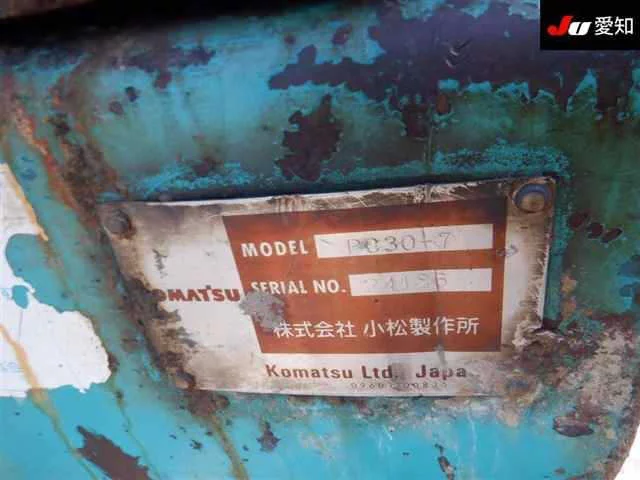 Ju 愛知
MODEL PC30-7
KOMATSU SERIAL NO.
株式会社 小松製作所
Komatsu Ltd. Japa